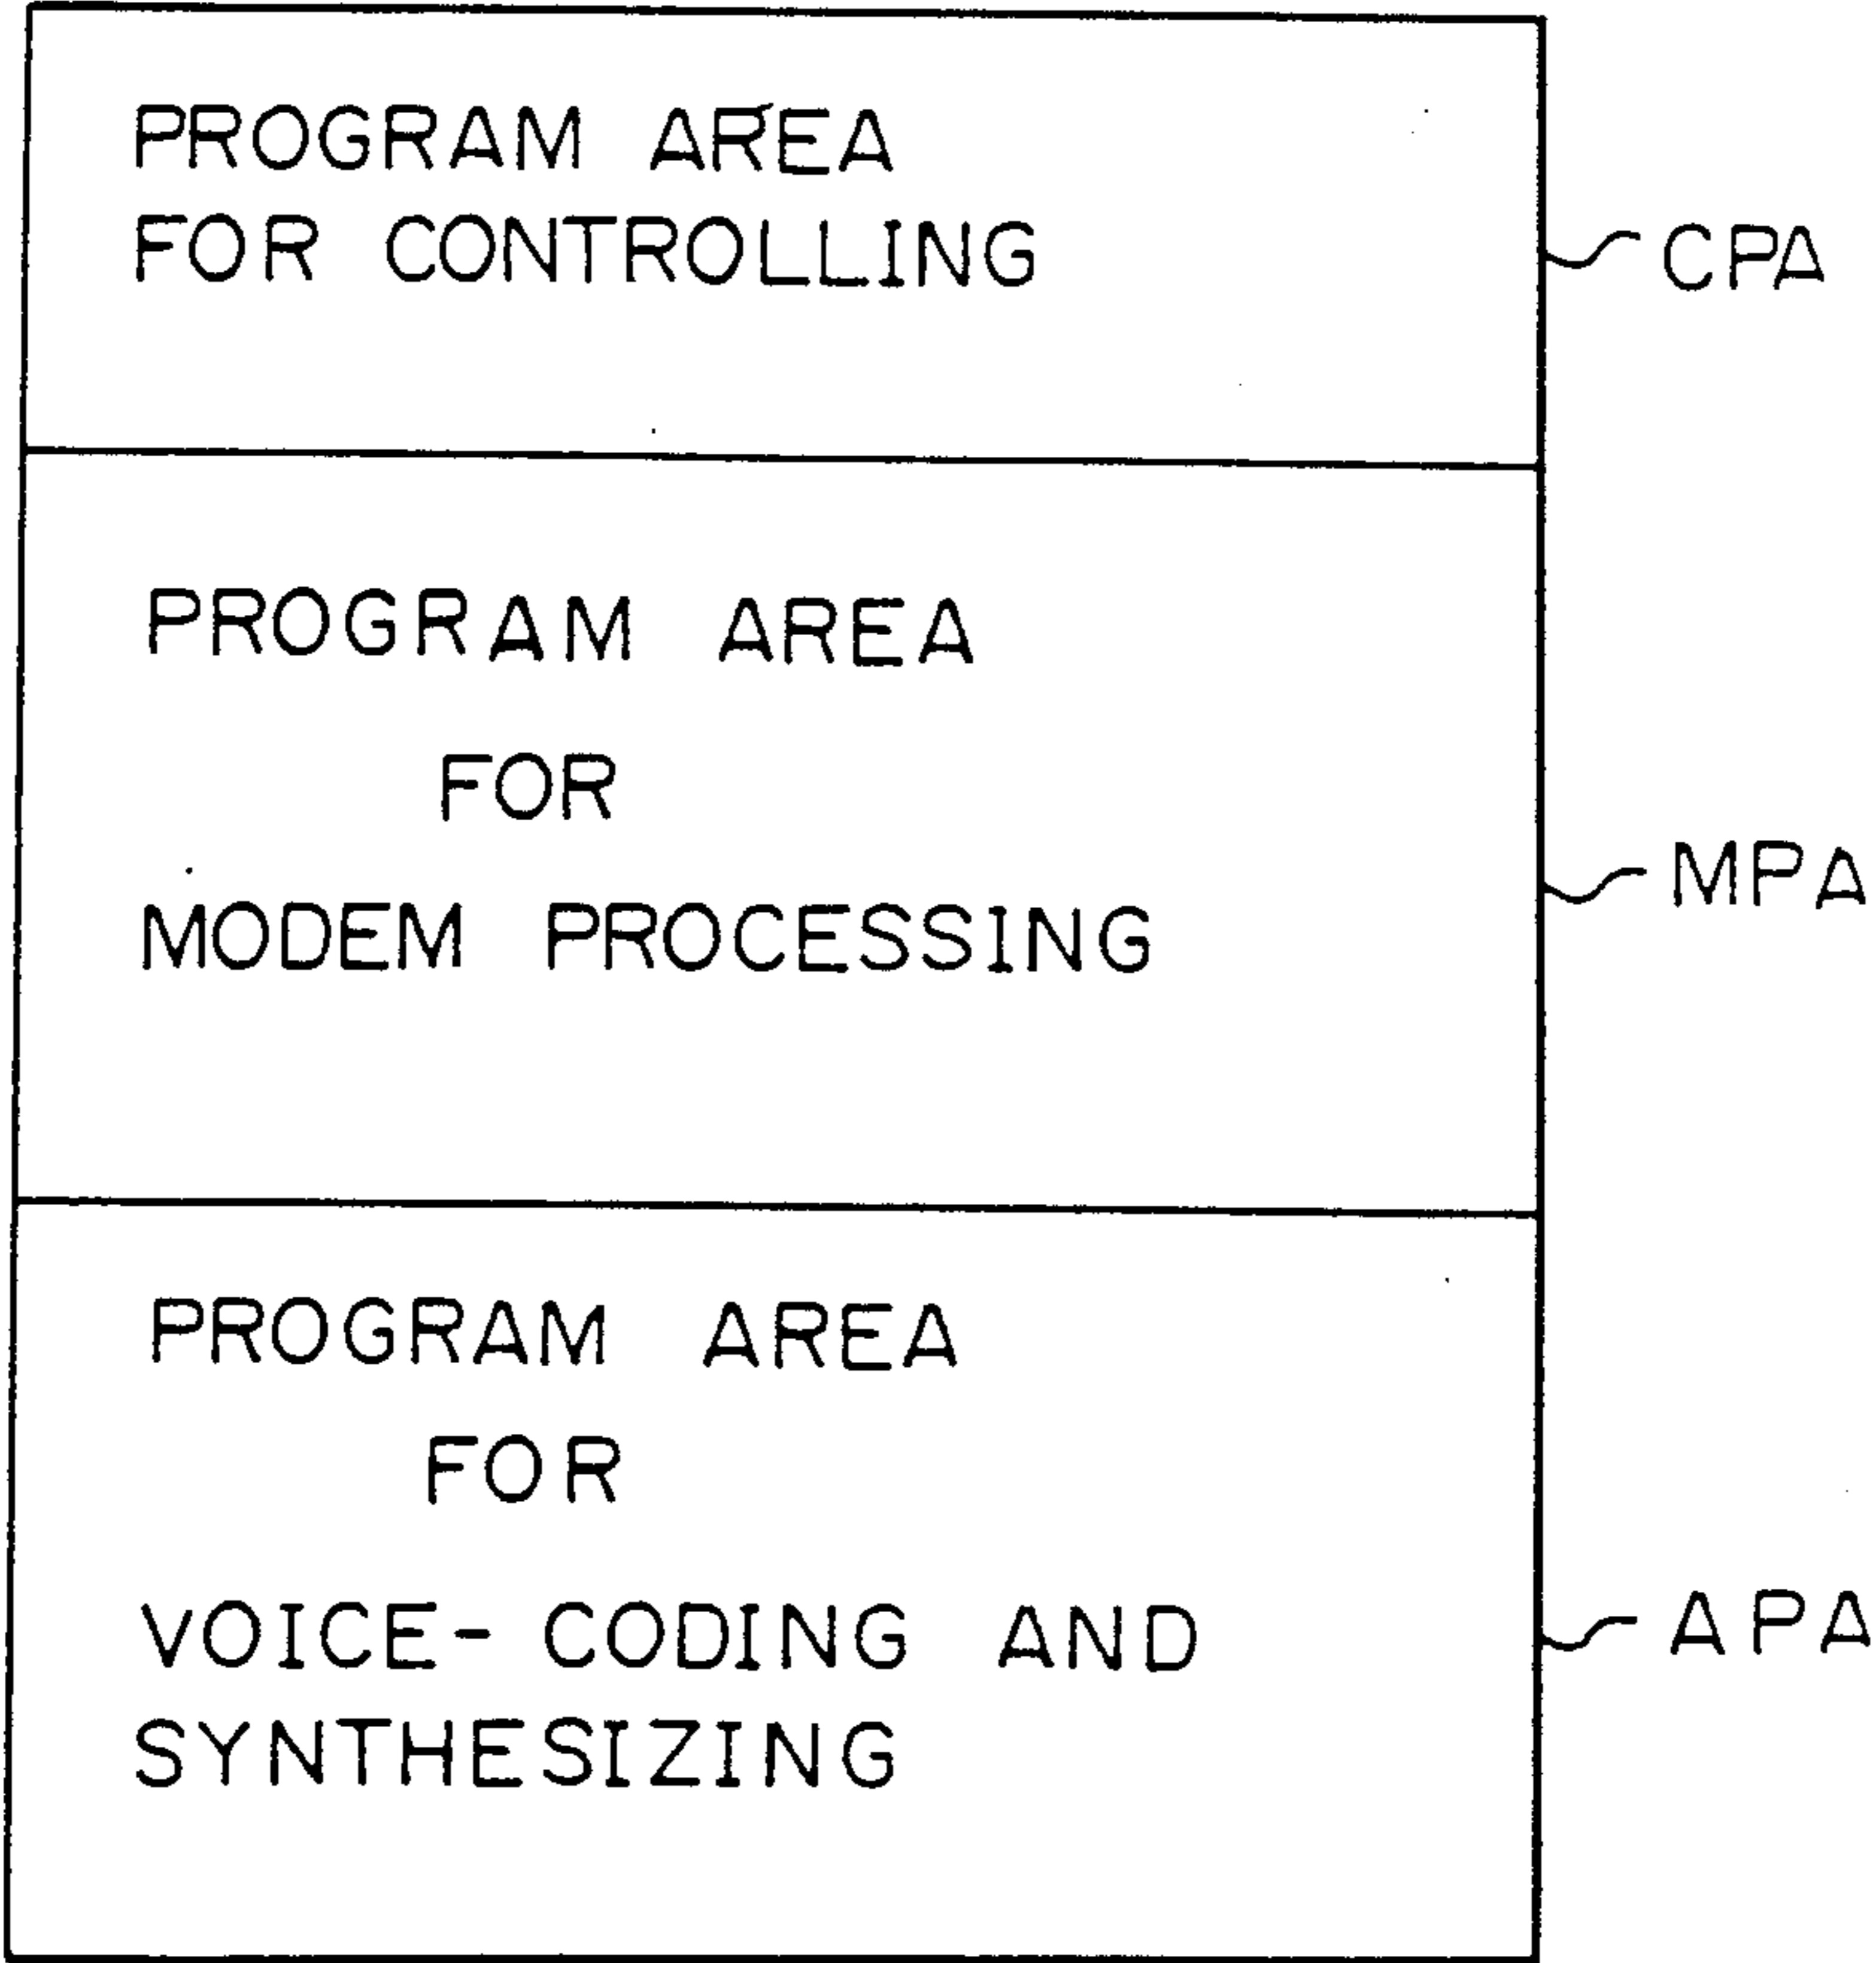 PROGRAM AREA
FOR CONTROLLING
CPA
PROGRAM AREA
FOR
MODEM PROCESSING
MPA
PROGRAM AREA
FOR
VOICE-CODING AND
SYNTHESIZING
APA